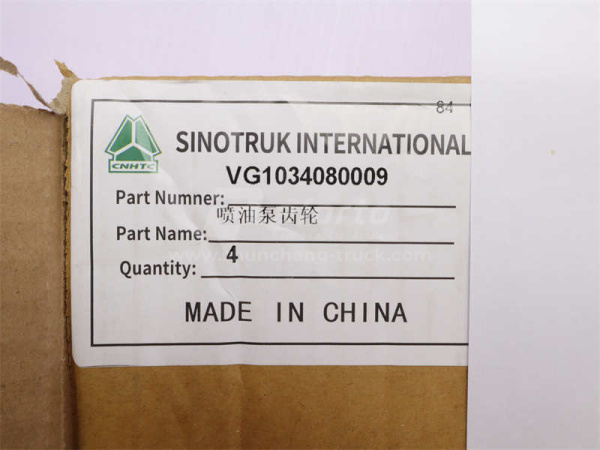 84
CNHTC
SINOTRUK INTERNATIONAL
VG1034080009
Part Numner:
喷油泵齿轮
Part Name:
4
Quantity:
MADE IN CHINA